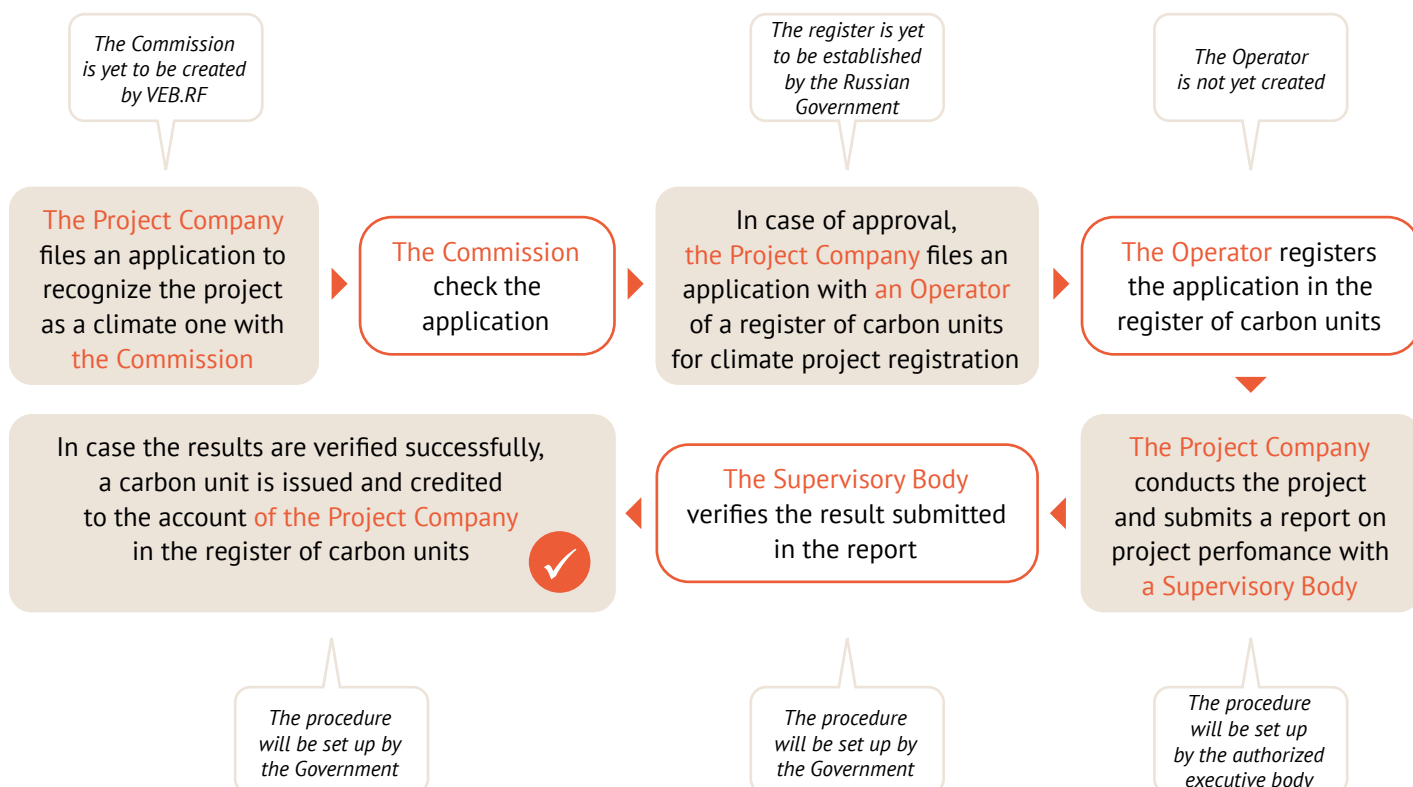 The Commission
is yet to be created
by VEB.RF
The register is yet
to be established
by the Russian
Government
The Operator
is not yet created
The Project Company
files an application to
recognize the project
as a climate one with
the Commission
The Commission
check the
application
In case of approval,
the Project Company files an
application with an Operator
of a register of carbon units
for climate project registration
The Operator registers
the application in the
register of carbon units
The Project Company
conducts the project
and submits a report on
project perfomance with
a Supervisory Body
The Supervisory Body
verifies the result submitted
in the report
In case the results are verified successfully,
a carbon unit is issued and credited
to the account of the Project Company
in the register of carbon units
The procedure
will be set up by
the Government
The procedure
will be set up by
the Government
The procedure
will be set up
by the authorized
executive body